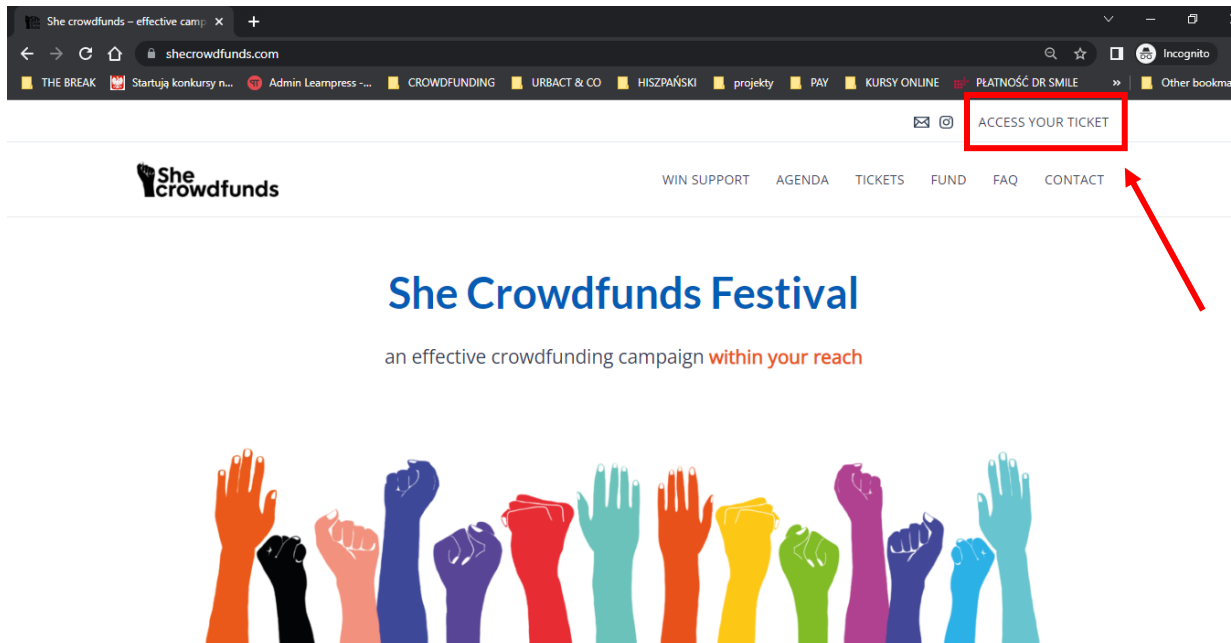 She crowdfunds – effective camp
shecrowdfunds.com
Incognito
THE BREAK
Startują konkursy n...
Admin Learnpress -...
CROWDFUNDING
URBACT & CO
HISZPAŃSKI
projekty
PAY
KURSY ONLINE
PŁATNOŚĆ DR SMILE
»
Other bookma
ACCESS YOUR TICKET
She
crowdfunds
WIN SUPPORT AGENDA TICKETS FUND FAQ CONTACT
She Crowdfunds Festival
an effective crowdfunding campaign within your reach